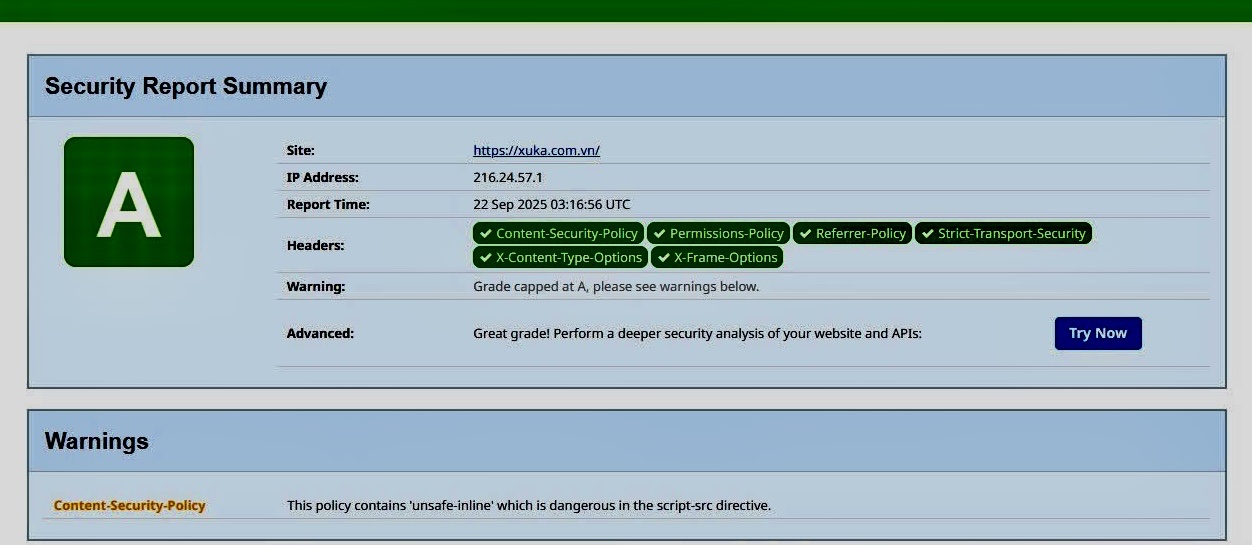 Security Report Summary
A
Site: https://xuka.com.vn/
IP Address: 216.24.57.1
Report Time: 22 Sep 2025 03:16:56 UTC
Headers: Content-Security-Policy Permissions-Policy Referrer-Policy Strict-Transport-Security
X-Content-Type-Options X-Frame-Options
Warning: Grade capped at A, please see warnings below.
Advanced: Great grade! Perform a deeper security analysis of your website and APIs: Try Now
Warnings
Content-Security-Policy This policy contains 'unsafe-inline' which is dangerous in the script-src directive.